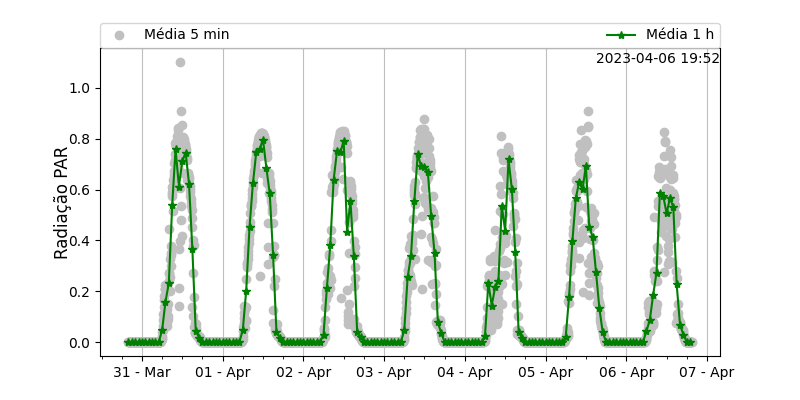 Média 5 min
Média 1 h
2023-04-06 19:52
Radiação PAR
1.0
0.8
0.6
0.4
0.2
0.0
31 - Mar
01 - Apr
02 - Apr
03 - Apr
04 - Apr
05 - Apr
06 - Apr
07 - Apr